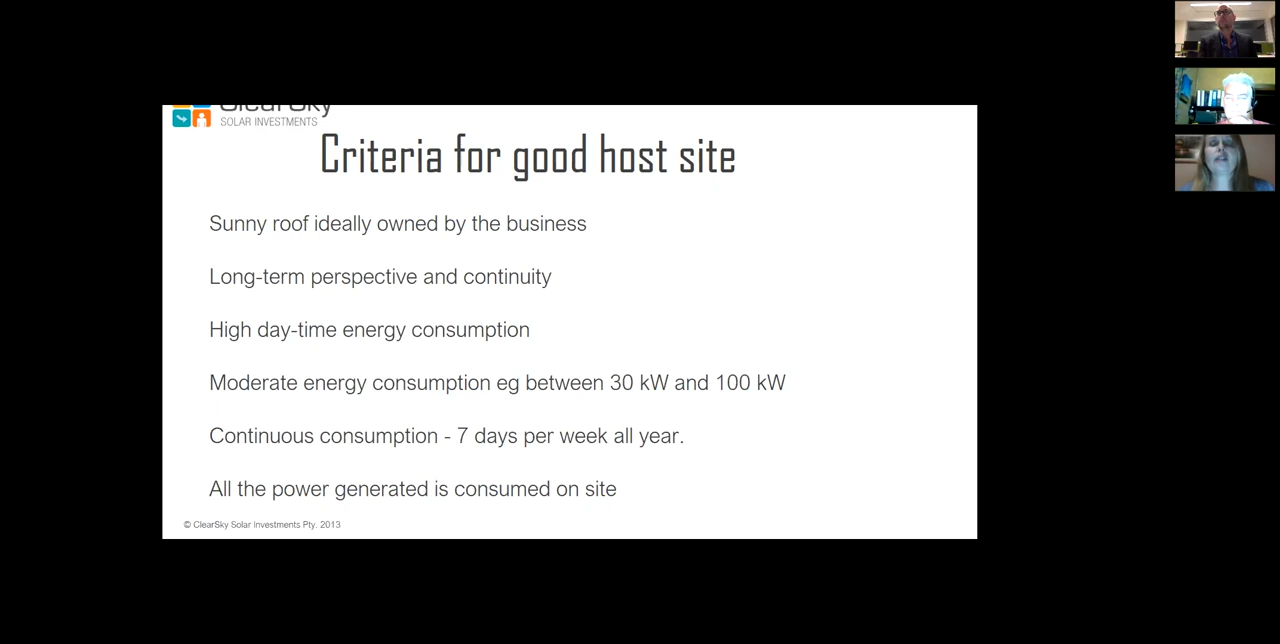 ClearSky
SOLAR INVESTMENTS
Criteria for good host site
Sunny roof ideally owned by the business
Long-term perspective and continuity
High day-time energy consumption
Moderate energy consumption eg between 30 kW and 100 kW
Continuous consumption - 7 days per week all year.
All the power generated is consumed on site
© ClearSky Solar Investments Pty. 2013